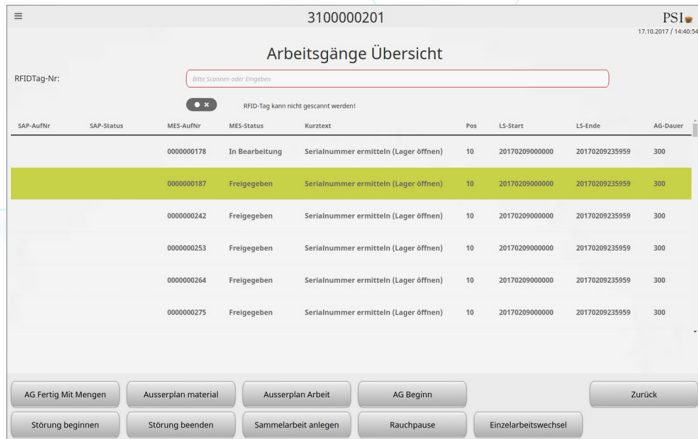 3100000201
PSI
17.10.2017 / 14:40:54
Arbeitsgänge Übersicht
RFIDTag-Nr:
Bitte Scannen oder Eingeben
RFID-Tag kann nicht gescannt werden!
SAP-AufNr SAP-Status MES-AufNr MES-Status Kurztext Pos LS-Start LS-Ende AG-Dauer
0000000178 In Bearbeitung Serialnummer ermitteln (Lager öffnen) 10 20170209000000 20170209235959 300
0000000187 Freigegeben Serialnummer ermitteln (Lager öffnen) 10 20170209000000 20170209235959 300
0000000242 Freigegeben Serialnummer ermitteln (Lager öffnen) 10 20170209000000 20170209235959 300
0000000253 Freigegeben Serialnummer ermitteln (Lager öffnen) 10 20170209000000 20170209235959 300
0000000264 Freigegeben Serialnummer ermitteln (Lager öffnen) 10 20170209000000 20170209235959 300
0000000275 Freigegeben Serialnummer ermitteln (Lager öffnen) 10 20170209000000 20170209235959 300
AG Fertig Mit Mengen Ausserplan material Ausserplan Arbeit AG Beginn Zurück
Störung beginnen Störung beenden Sammelarbeit anlegen Rauchpause Einzelarbeitswechsel